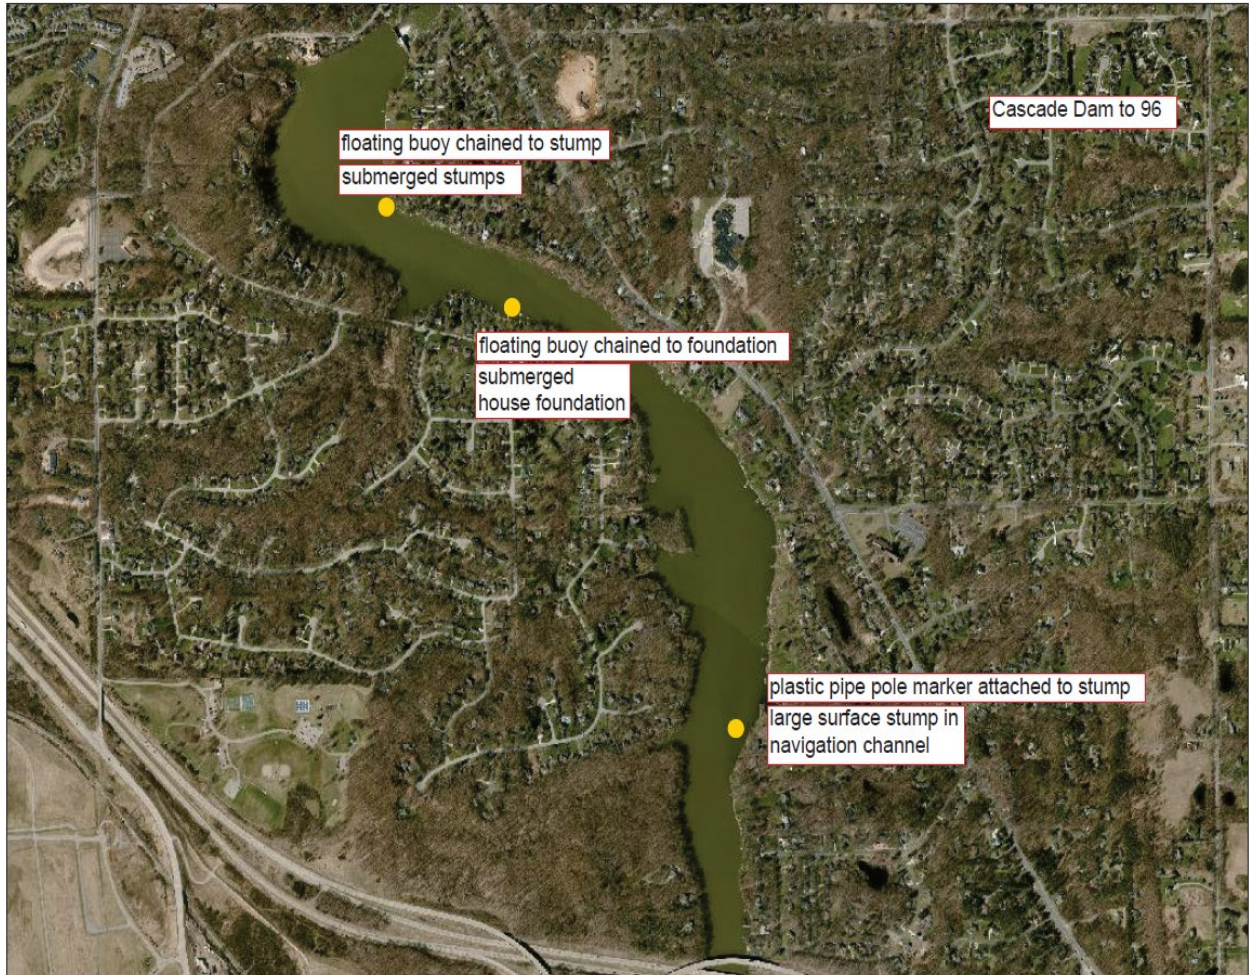 Cascade Dam to 96
floating buoy chained to stump
submerged stumps
floating buoy chained to foundation
submerged
house foundation
plastic pipe pole marker attached to stump
large surface stump in
navigation channel